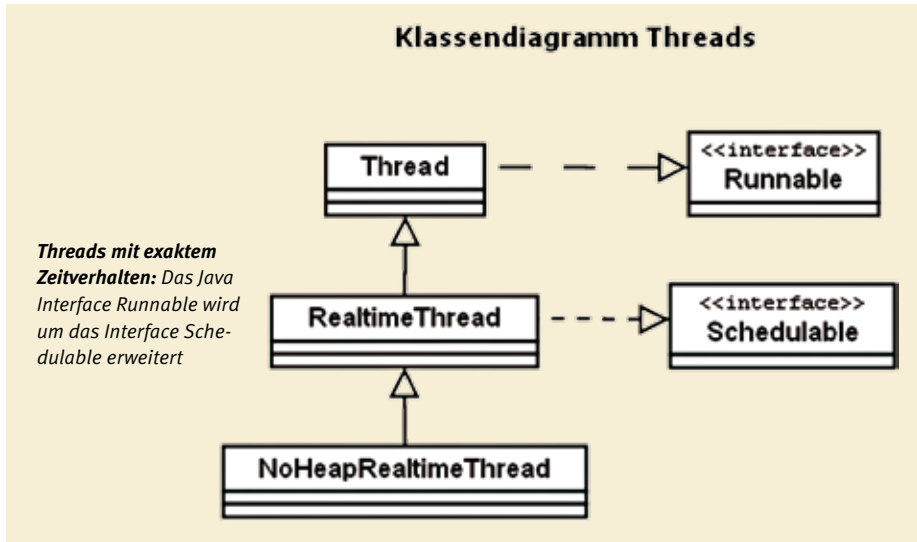 Klassendiagramm Threads
Thread
<<interface>>
Runnable
Threads mit exaktem
Zeitverhalten: Das Java
Interface Runnable wird
um das Interface Sche-
dulable erweitert
RealtimeThread
<<interface>>
Schedulable
NoHeapRealtimeThread